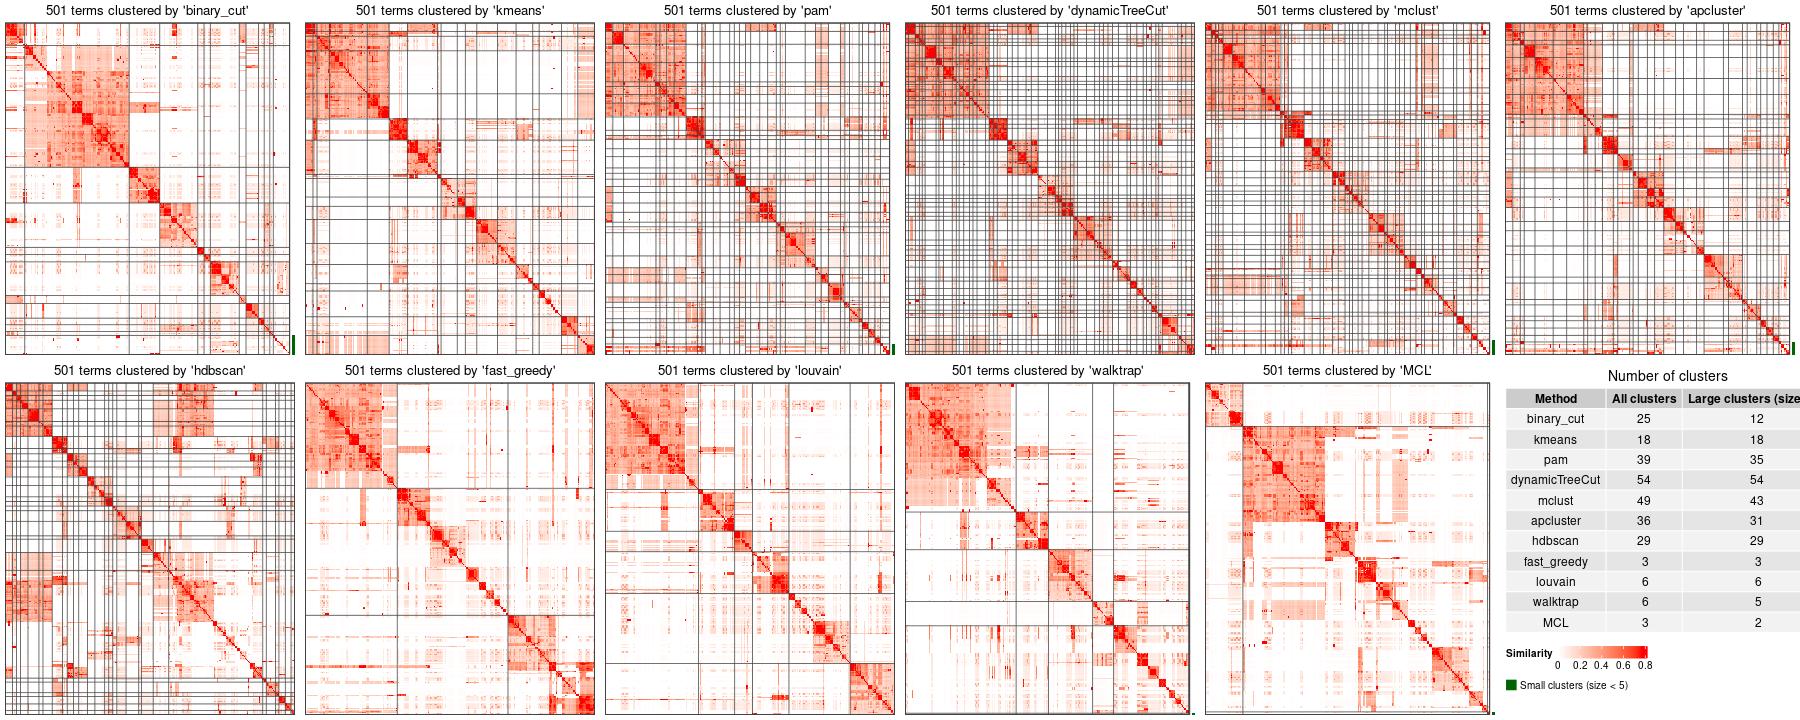 501 terms clustered by 'binary_cut'
501 terms clustered by 'kmeans'
501 terms clustered by 'pam'
501 terms clustered by 'dynamicTreeCut'
501 terms clustered by 'mclust'
501 terms clustered by 'apcluster'
501 terms clustered by 'hdbscan'
501 terms clustered by 'fast_greedy'
501 terms clustered by 'louvain'
501 terms clustered by 'walktrap'
501 terms clustered by 'MCL'
Number of clusters
Method All clusters Large clusters (size
binary_cut 25 12
kmeans 18 18
pam 39 35
dynamicTreeCut 54 54
mclust 49 43
apcluster 36 31
hdbscan 29 29
fast_greedy 3 3
louvain 6 6
walktrap 6 5
MCL 3 2
Similarity
0 0.2 0.4 0.6 0.8
Small clusters (size < 5)